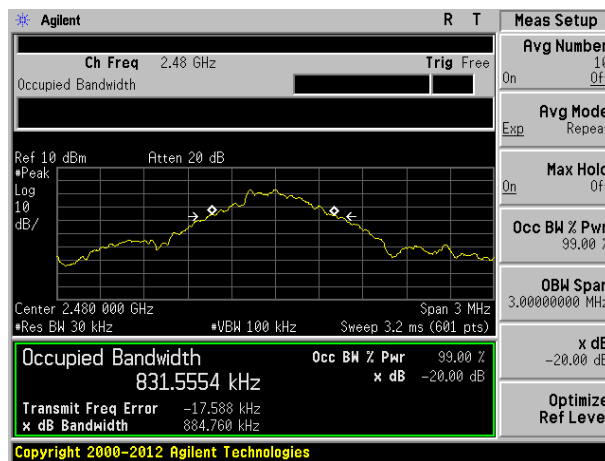 Agilent R T Meas Setup
Ch Freq 2.48 GHz Trig Free
Occupied Bandwidth
Ref 10 dBm Atten 20 dB
#Peak
Log
10
dB/
Center 2.480 000 GHz Span 3 MHz
#Res BW 30 kHz #VBW 100 kHz Sweep 3.2 ms (601 pts)
Occupied Bandwidth Occ BW % Pwr 99.00 %
831.5554 kHz x dB -20.00 dB
Transmit Freq Error -17.588 kHz
x dB Bandwidth 884.760 kHz
Copyright 2000-2012 Agilent Technologies
Avg Number
10
On Off
Avg Mode
Exp Repeat
Max Hold
On Off
Occ BW % Pwr
99.00 %
OBW Span
3.00000000 MHz
x dB
-20.00 dB
Optimize
Ref Level